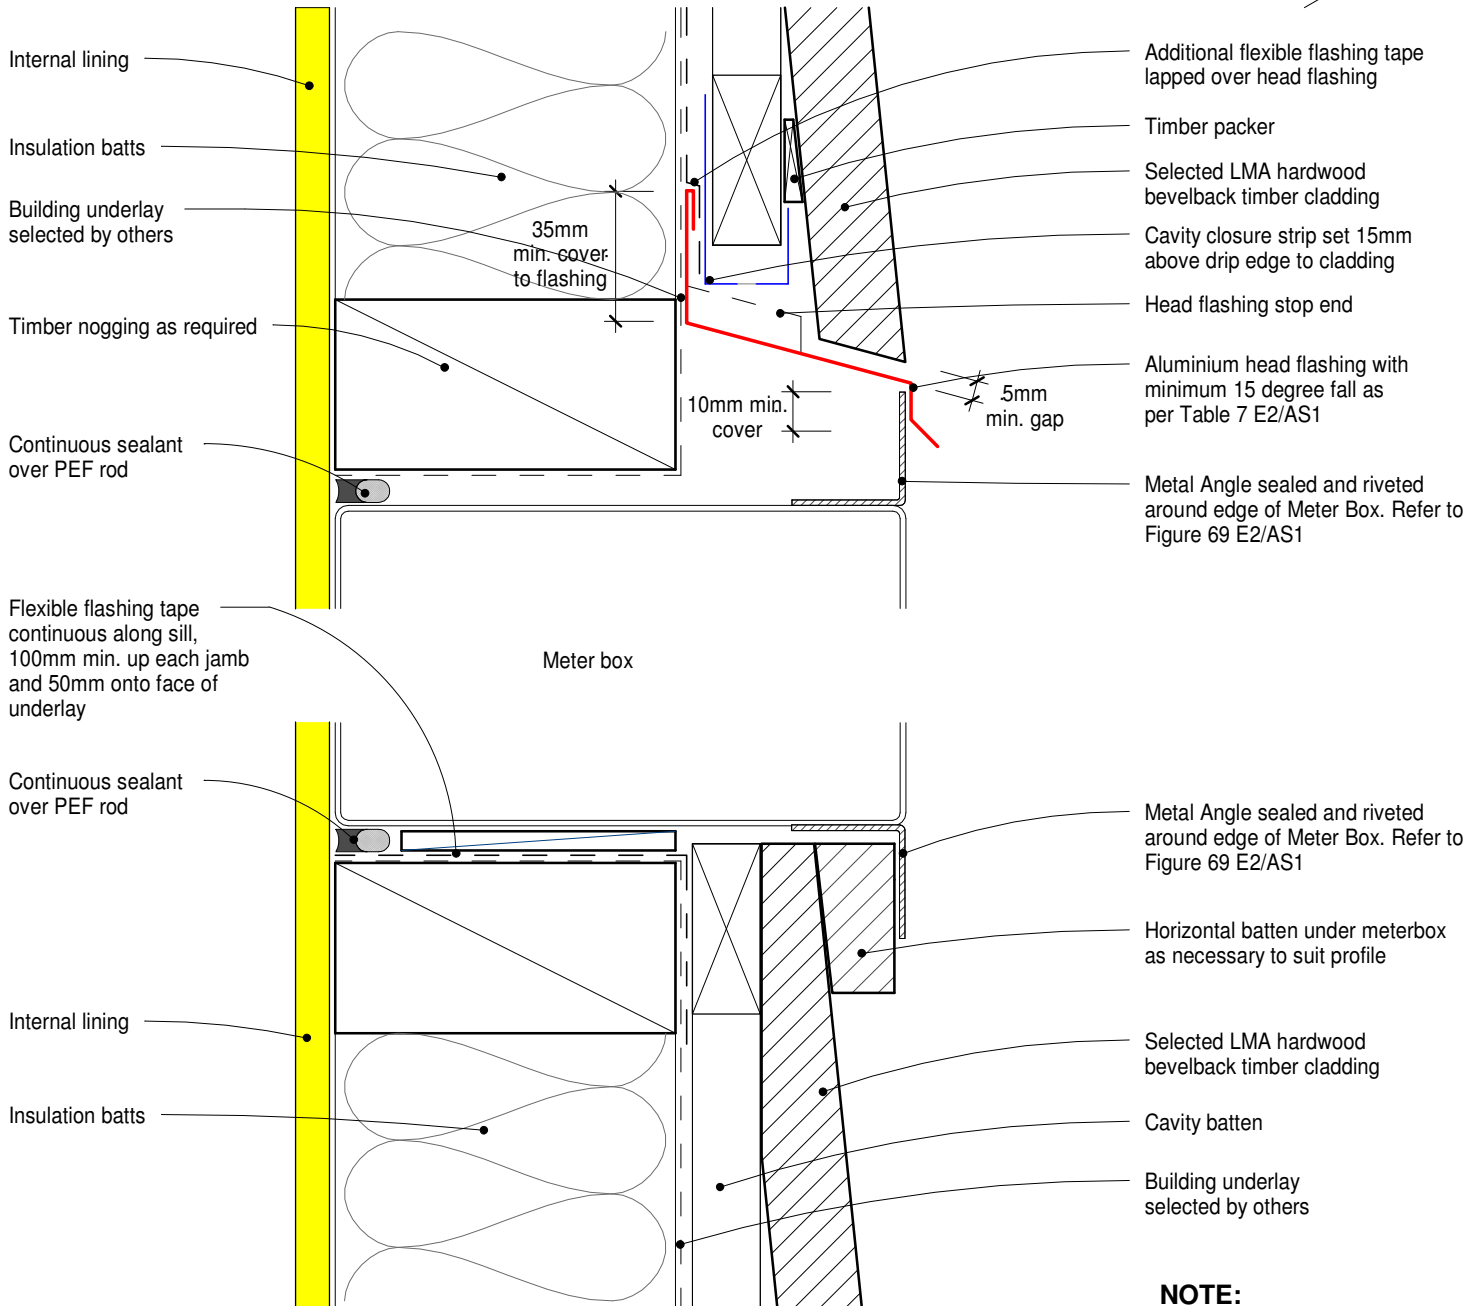 Internal lining
Insulation batts
Building underlay
selected by others
35mm
min. cover
to flashing
Timber nogging as required
Continuous sealant
over PEF rod
10mm min.
cover
5mm
min. gap
Additional flexible flashing tape
lapped over head flashing
Timber packer
Selected LMA hardwood
bevelback timber cladding
Cavity closure strip set 15mm
above drip edge to cladding
Head flashing stop end
Aluminium head flashing with
minimum 15 degree fall as
per Table 7 E2/AS1
Metal Angle sealed and riveted
around edge of Meter Box. Refer to
Figure 69 E2/AS1
Flexible flashing tape
continuous along sill,
100mm min. up each jamb
and 50mm onto face of
underlay
Meter box
Continuous sealant
over PEF rod
Internal lining
Insulation batts
Metal Angle sealed and riveted
around edge of Meter Box. Refer to
Figure 69 E2/AS1
Horizontal batten under meterbox
as necessary to suit profile
Selected LMA hardwood
bevelback timber cladding
Cavity batten
Building underlay
selected by others
NOTE: